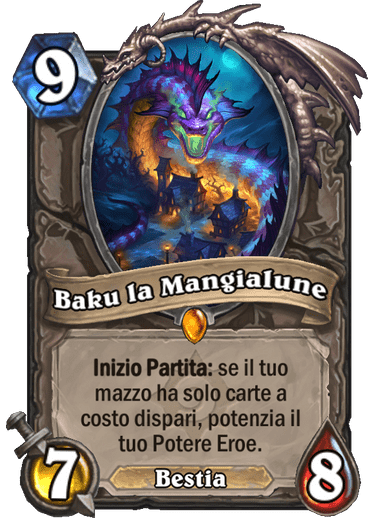 9
Baku la Mangialune
Inizio Partita: se il tuo
mazzo ha solo carte a
costo dispari, potenzia il
tuo Potere Eroe.
7
Bestia
8